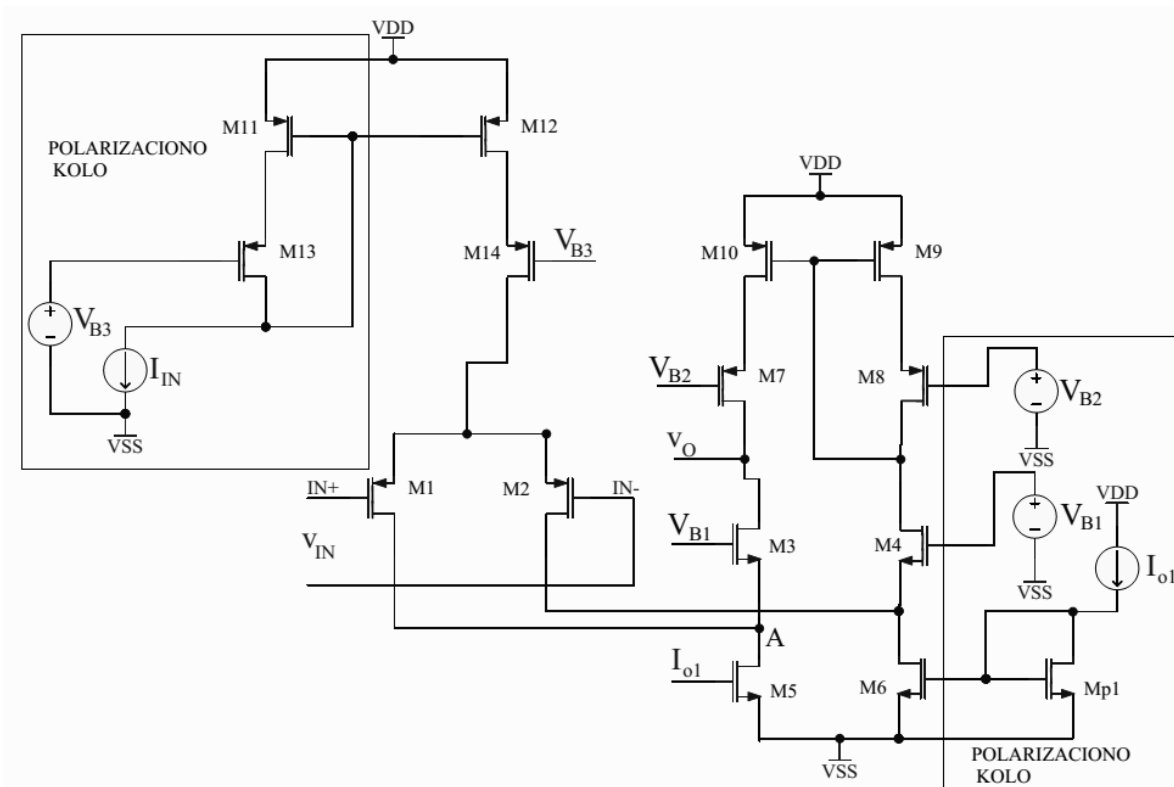 VDD
M11
M12
POLARIZACIONO
KOLO
VDD
M13
M14
V_B3
M10
M9
V_B3
I_IN
V_B2
M7
M8
V_B2
VSS
V_O
VSS
VDD
IN+
M1
M2
IN-
V_B1
V_IN
V_B1
M3
M4
I_o1
VSS
A
I_o1
M5
M6
Mp1
VSS
POLARIZACIONO
KOLO